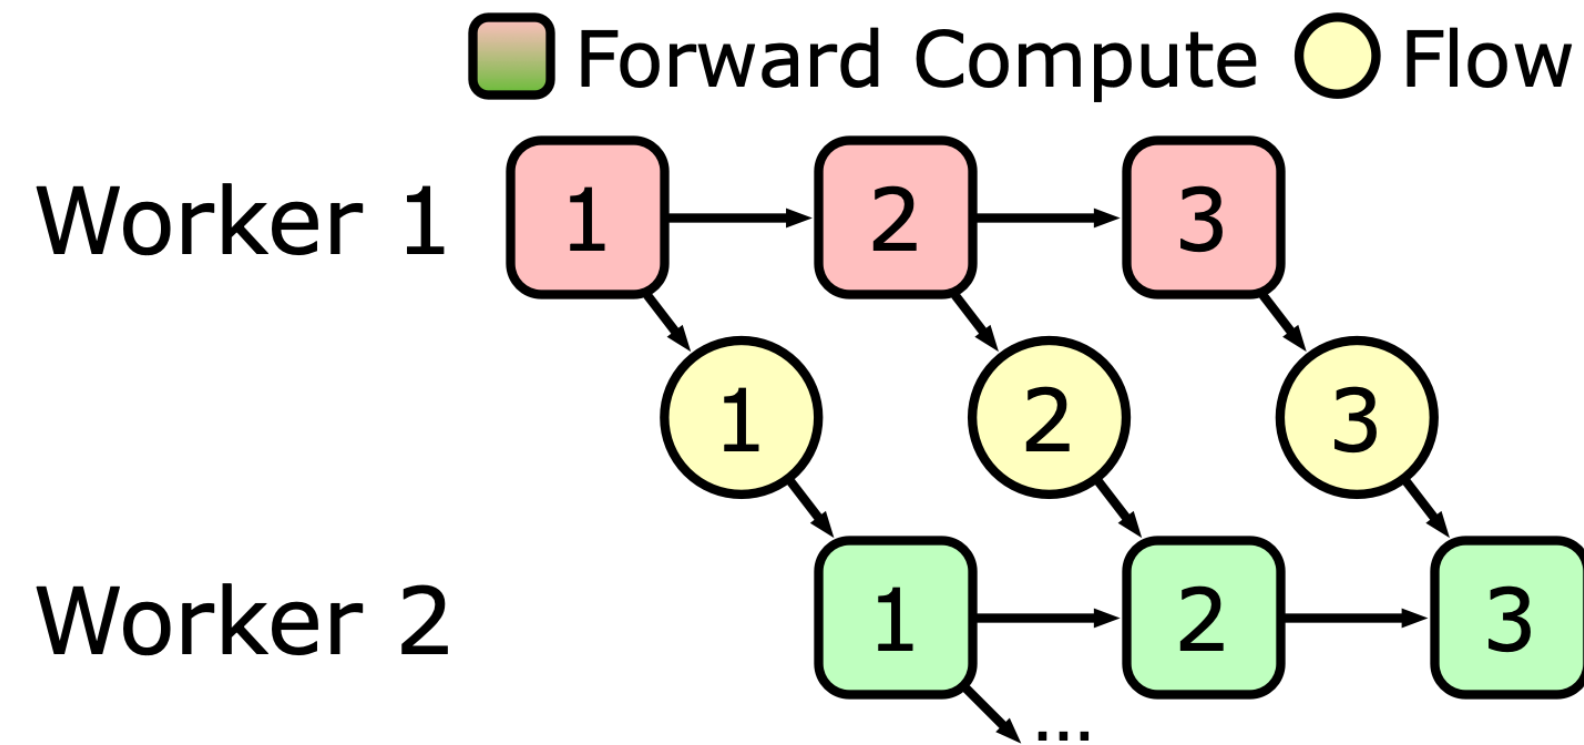 Forward Compute Flow
Worker 1 1 2 3
1 2 3
Worker 2 1 2 3
...